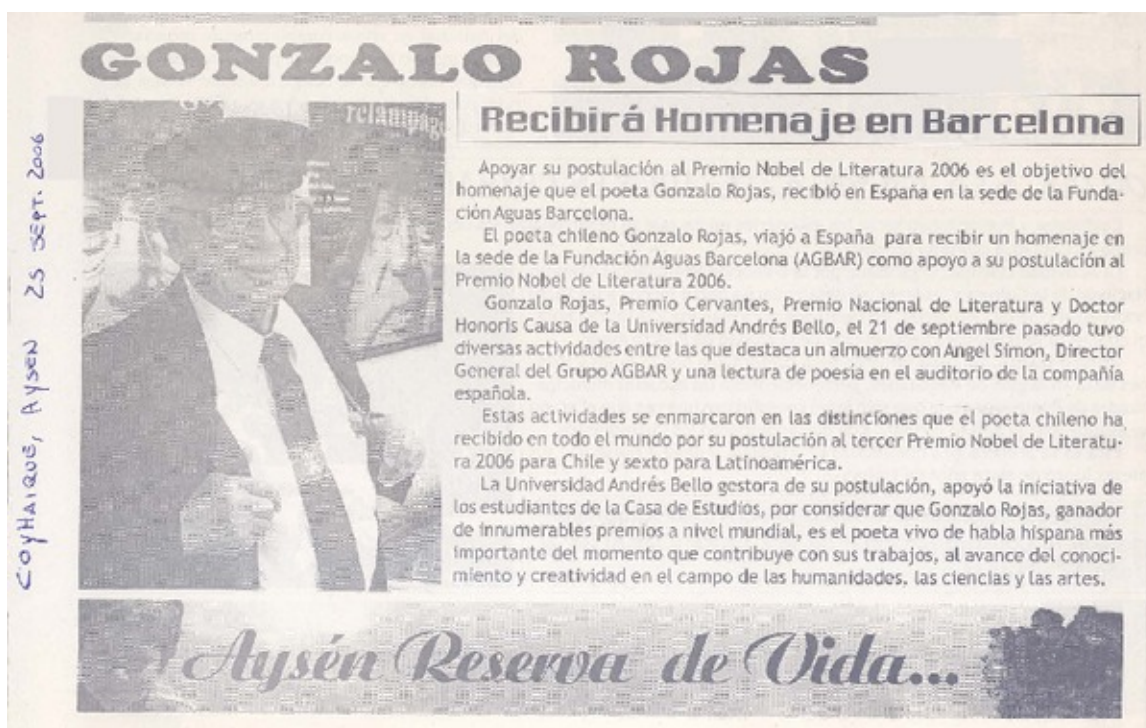 GONZALO ROJAS
relámpago
Recibirá Homenaje en Barcelona
Apoyar su postulación al Premio Nobel de Literatura 2006 es el objetivo del
homenaje que el poeta Gonzalo Rojas, recibió en España en la sede de la Funda-
ción Aguas Barcelona.
El poeta chileno Gonzalo Rojas, viajó a España para recibir un homenaje en
la sede de la Fundación Aguas Barcelona (AGBAR) como apoyo a su postulación al
Premio Nobel de Literatura 2006.
Gonzalo Rojas, Premio Cervantes, Premio Nacional de Literatura y Doctor
Honoris Causa de la Universidad Andrés Bello, el 21 de septiembre pasado tuvo
diversas actividades entre las que destaca un almuerzo con Angel Simon, Director
General del Grupo AGBAR y una lectura de poesía en el auditorio de la compañía
española.
Estas actividades se enmarcaron en las distinciones que el poeta chileno ha
recibido en todo el mundo por su postulación al tercer Premio Nobel de Literatu-
ra 2006 para Chile y sexto para Latinoamérica.
La Universidad Andrés Bello gestora de su postulación, apoyó la iniciativa de
los estudiantes de la Casa de Estudios, por considerar que Gonzalo Rojas, ganador
de innumerables premios a nivel mundial, es el poeta vivo de habla hispana más
importante del momento que contribuye con sus trabajos, al avance del conoci-
miento y creatividad en el campo de las humanidades, las ciencias y las artes.
Aysén Reserva de Vida...
COYHAIQUE, AYSEN 25 SEPT. 2006